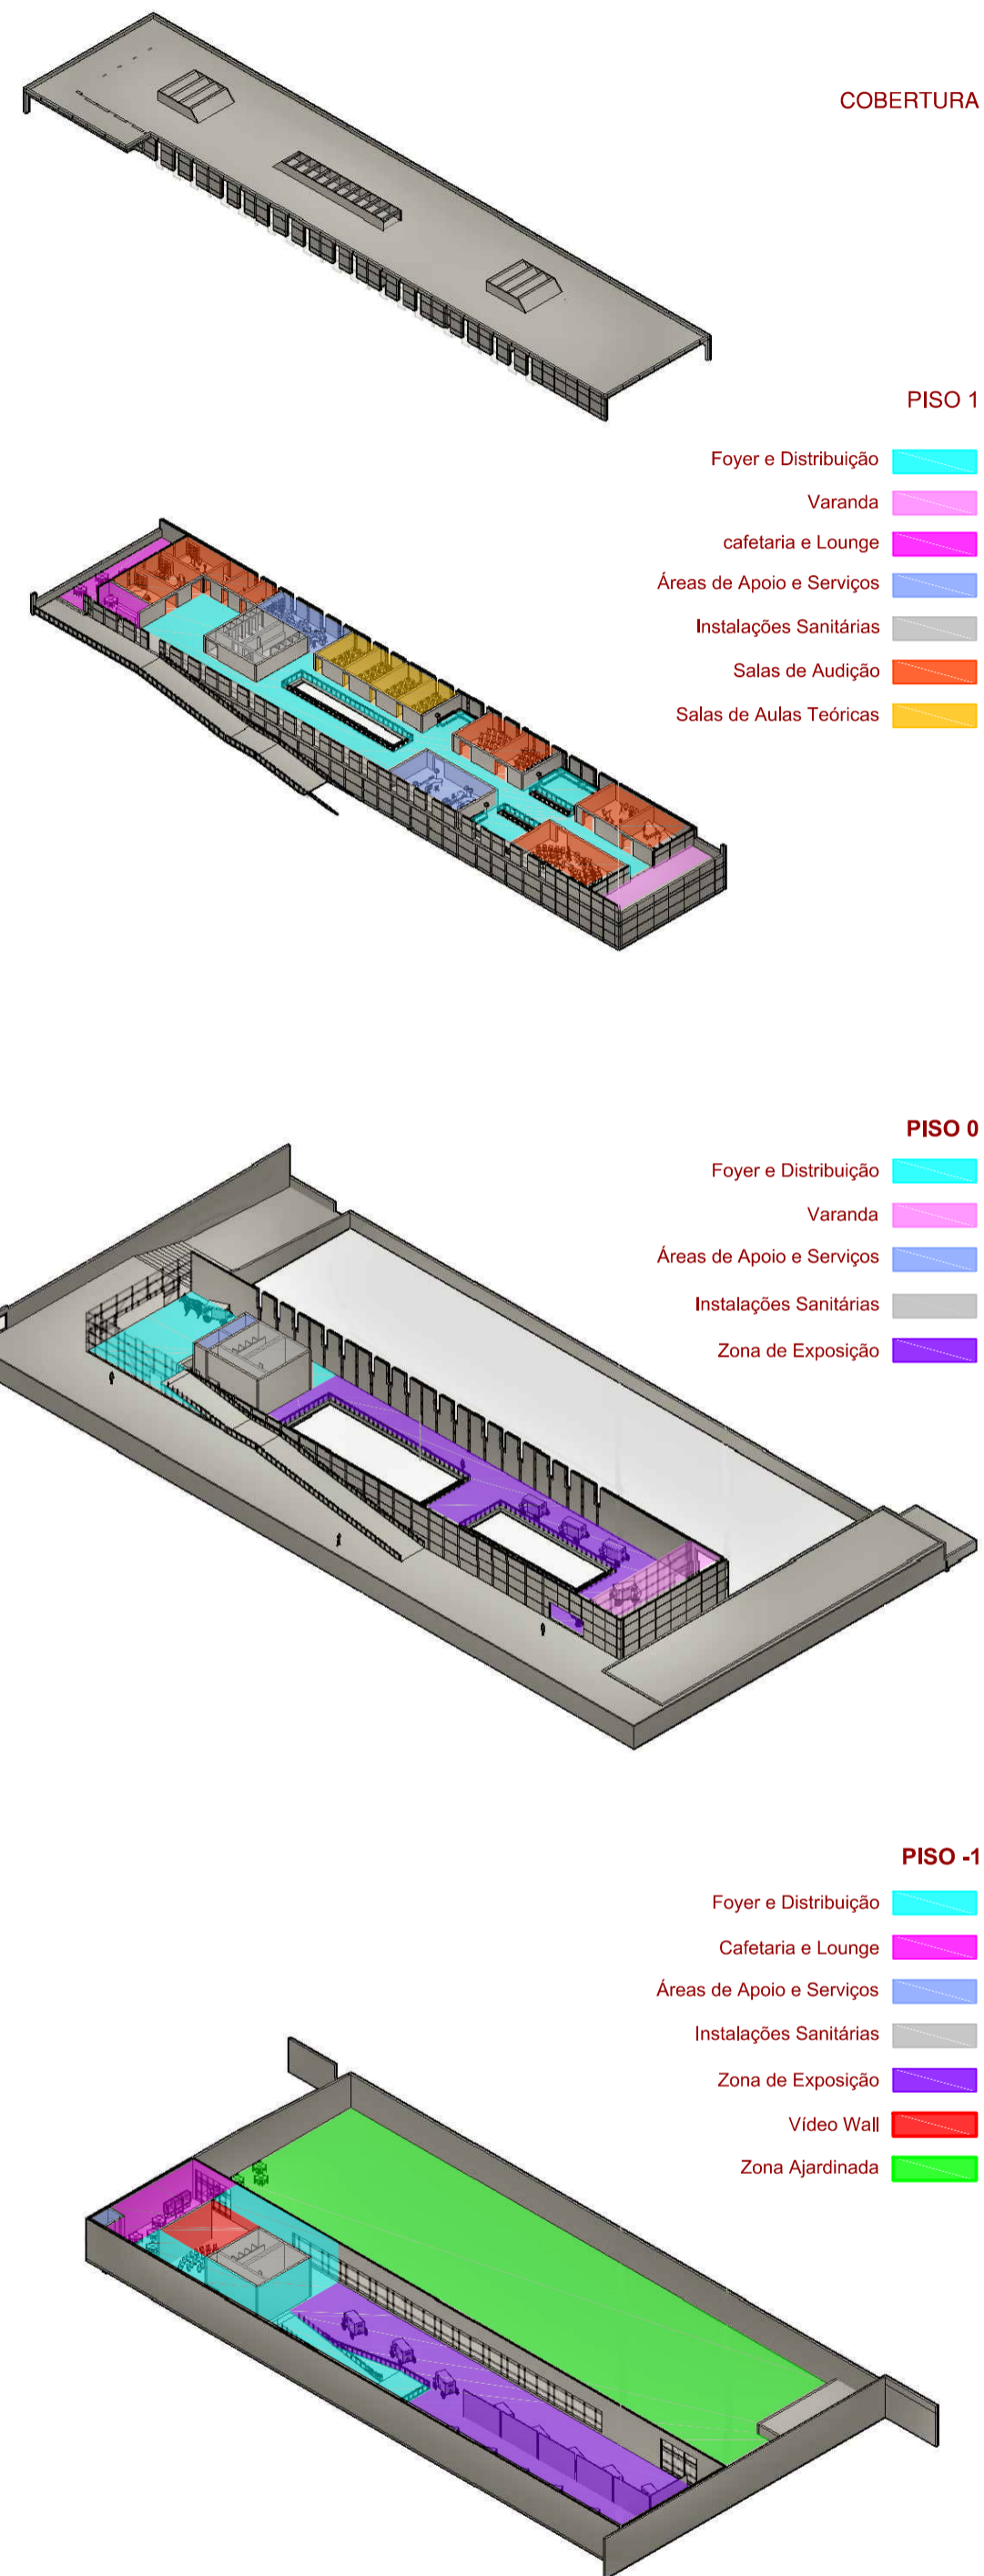 COBERTURA
PISO 1
Foyer e Distribuição
Varanda
cafetaria e Lounge
Áreas de Apoio e Serviços
Instalações Sanitárias
Salas de Audição
Salas de Aulas Teóricas
PISO 0
Foyer e Distribuição
Varanda
Áreas de Apoio e Serviços
Instalações Sanitárias
Zona de Exposição
PISO -1
Foyer e Distribuição
Cafetaria e Lounge
Áreas de Apoio e Serviços
Instalações Sanitárias
Zona de Exposição
Vídeo Wall
Zona Ajardinada